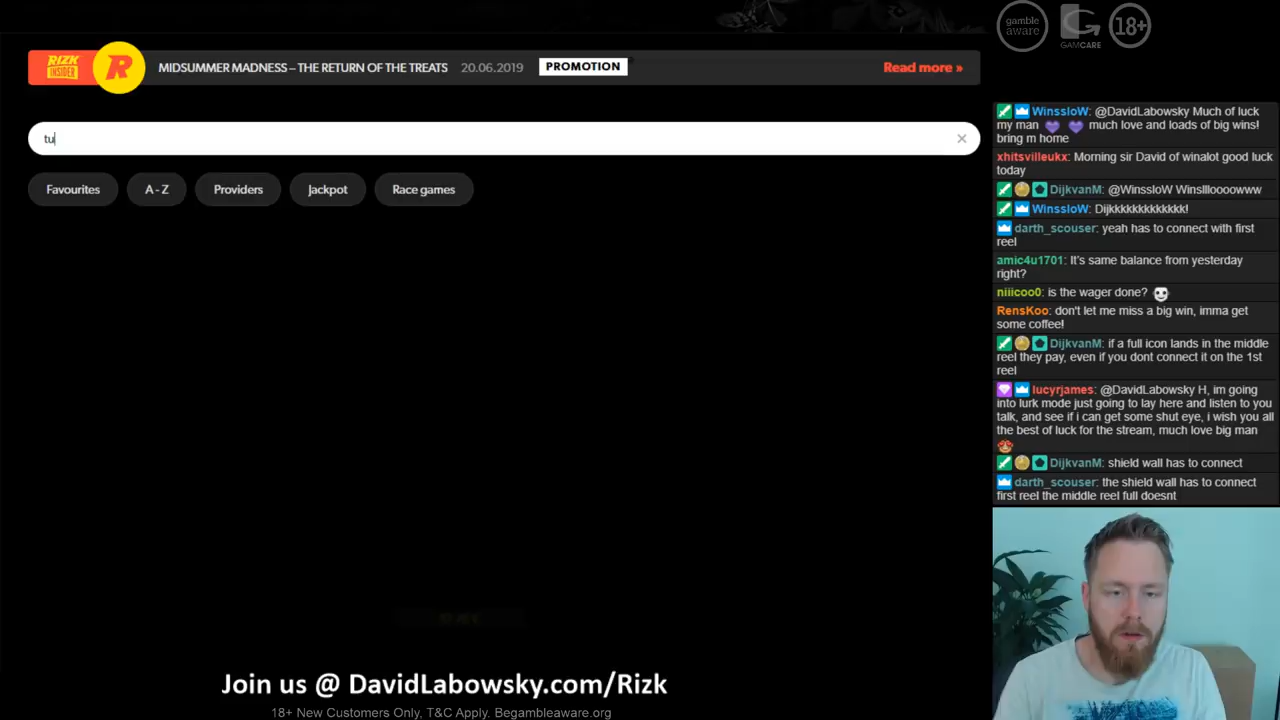 gamble
aware
GAMCARE
18+
RIZK
INSIDER
R
MIDSUMMER MADNESS – THE RETURN OF THE TREATS 20.06.2019 PROMOTION Read more »
tu
Favourites A - Z Providers Jackpot Race games
WinssloW: @DavidLabowsky Much of luck
my man much love and loads of big wins!
bring m home
xhitsvilleukx: Morning sir David of winalot good luck
today
DijkvanM: @WinssloW Winsllloooowww
WinssloW: Dijkkkkkkkkkkkk!
darth_scouser: yeah has to connect with first
reel
amic4u1701: It's same balance from yesterday
right?
niiicoo0: is the wager done?
RensKoo: don't let me miss a big win, imma get
some coffee!
DijkvanM: if a full icon lands in the middle
reel they pay, even if you dont connect it on the 1st
reel
lucyrjames: @DavidLabowsky H, im going
into lurk mode just going to lay here and listen to you
talk, and see if i can get some shut eye, i wish you all
the best of luck for the stream, much love big man
DijkvanM: shield wall has to connect
darth_scouser: the shield wall has to connect
first reel the middle reel full doesnt
Join us @ DavidLabowsky.com/Rizk
18+ New Customers Only, T&C Apply. Begambleaware.org